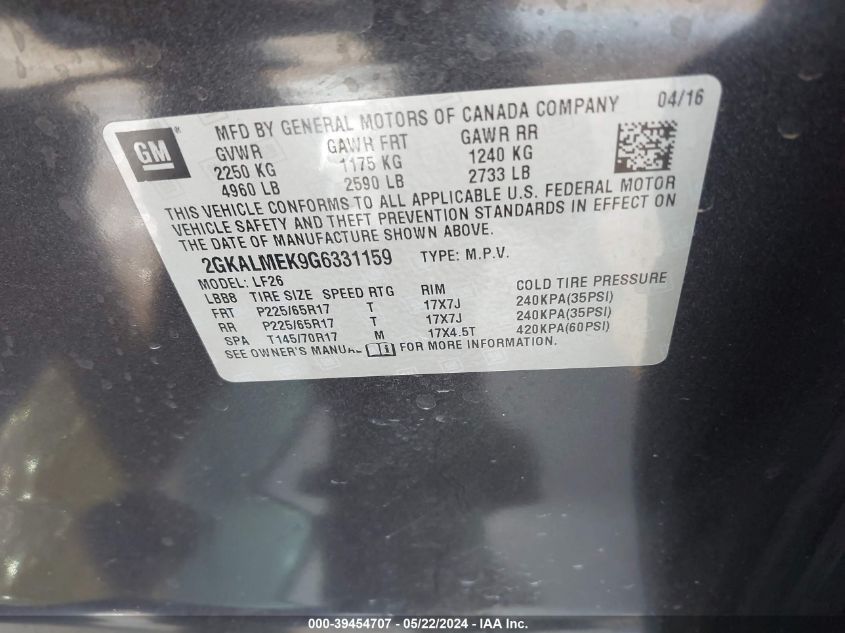 GM®
MFD BY GENERAL MOTORS OF CANADA COMPANY 04/16
GVWR GAWR FRT GAWR RR
2250 KG 1175 KG 1240 KG
4960 LB 2590 LB 2733 LB
THIS VEHICLE CONFORMS TO ALL APPLICABLE U.S. FEDERAL MOTOR
VEHICLE SAFETY AND THEFT PREVENTION STANDARDS IN EFFECT ON
THE DATE OF MANUFACTURE SHOWN ABOVE.
2GKALMEK9G6331159 TYPE: M.P.V.
MODEL: LF26
LB88 TIRE SIZE SPEED RTG RIM COLD TIRE PRESSURE
FRT P225/65R17 T 17X7J 240KPA(35PSI)
RR P225/65R17 T 17X7J 240KPA(35PSI)
SPA T145/70R17 M 17X4.5T 420KPA(60PSI)
SEE OWNER'S MANUAL FOR MORE INFORMATION.
000-39454707 - 05/22/2024 - IAA Inc.